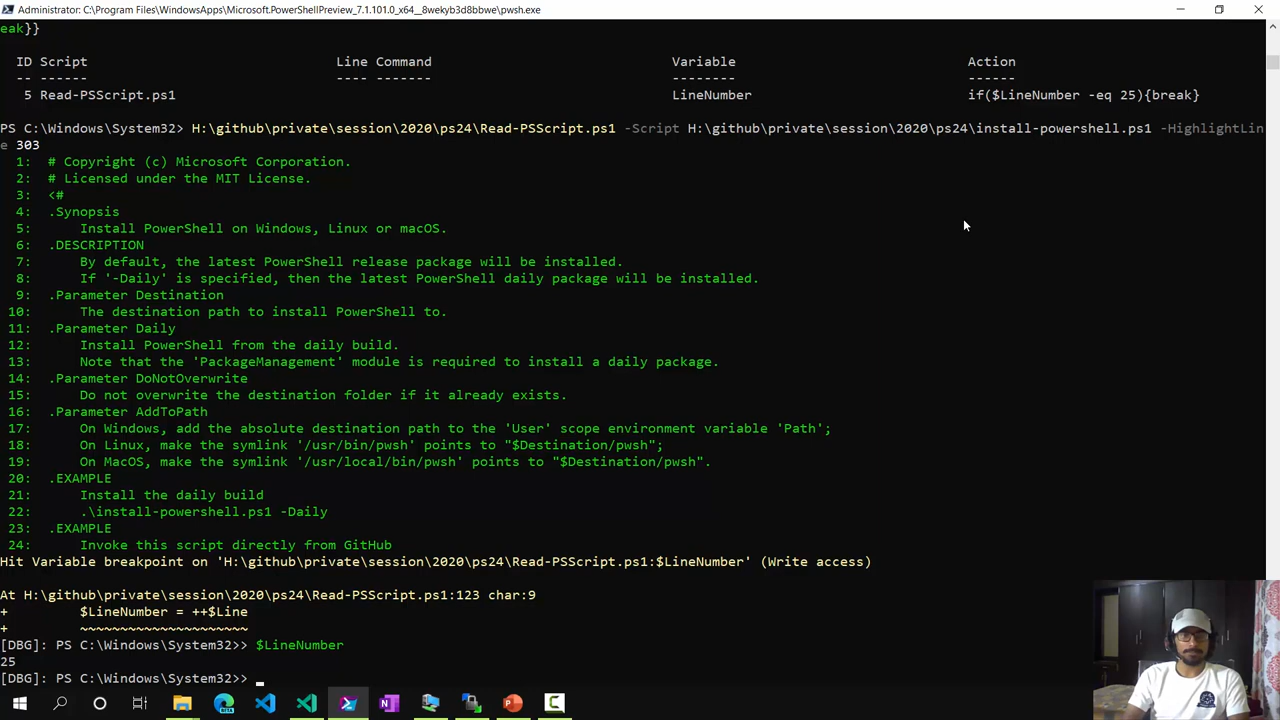 Administrator: C:\Program Files\WindowsApps\Microsoft.PowerShellPreview_7.1.101.0_x64__8wekyb3d8bbwe\pwsh.exe
eak}}
ID Script Line Command Variable Action
-- ------ ---- ------- -------- ------
5 Read-PSScript.ps1 LineNumber if($LineNumber -eq 25){break}
PS C:\Windows\System32> H:\github\private\session\2020\ps24\Read-PSScript.ps1 -Script H:\github\private\session\2020\ps24\install-powershell.ps1 -HighlightLin
e 303
1: # Copyright (c) Microsoft Corporation.
2: # Licensed under the MIT License.
3: <#
4: .Synopsis
5: Install PowerShell on Windows, Linux or macOS.
6: .DESCRIPTION
7: By default, the latest PowerShell release package will be installed.
8: If '-Daily' is specified, then the latest PowerShell daily package will be installed.
9: .Parameter Destination
10: The destination path to install PowerShell to.
11: .Parameter Daily
12: Install PowerShell from the daily build.
13: Note that the 'PackageManagement' module is required to install a daily package.
14: .Parameter DoNotOverwrite
15: Do not overwrite the destination folder if it already exists.
16: .Parameter AddToPath
17: On Windows, add the absolute destination path to the 'User' scope environment variable 'Path';
18: On Linux, make the symlink '/usr/bin/pwsh' points to "$Destination/pwsh";
19: On MacOS, make the symlink '/usr/local/bin/pwsh' points to "$Destination/pwsh".
20: .EXAMPLE
21: Install the daily build
22: .\install-powershell.ps1 -Daily
23: .EXAMPLE
24: Invoke this script directly from GitHub
Hit Variable breakpoint on 'H:\github\private\session\2020\ps24\Read-PSScript.ps1:$LineNumber' (Write access)
At H:\github\private\session\2020\ps24\Read-PSScript.ps1:123 char:9
+ $LineNumber = ++$Line
+ ~~~~~~~~~~~~~~~~~~~~~
[DBG]: PS C:\Windows\System32>> $LineNumber
25
[DBG]: PS C:\Windows\System32>>